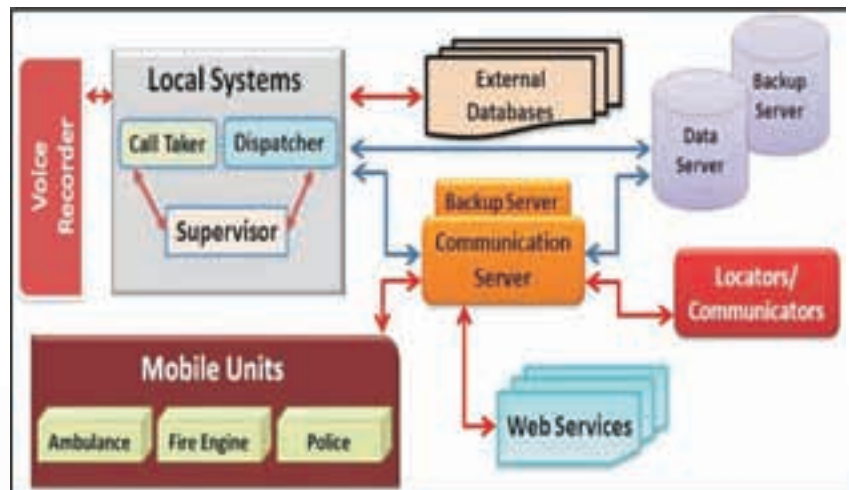 Voice
Recorder
Local Systems
Call Taker
Dispatcher
Supervisor
External
Databases
Backup
Server
Data
Server
Backup Server
Communication
Server
Locators/
Communicators
Mobile Units
Ambulance
Fire Engine
Police
Web Services